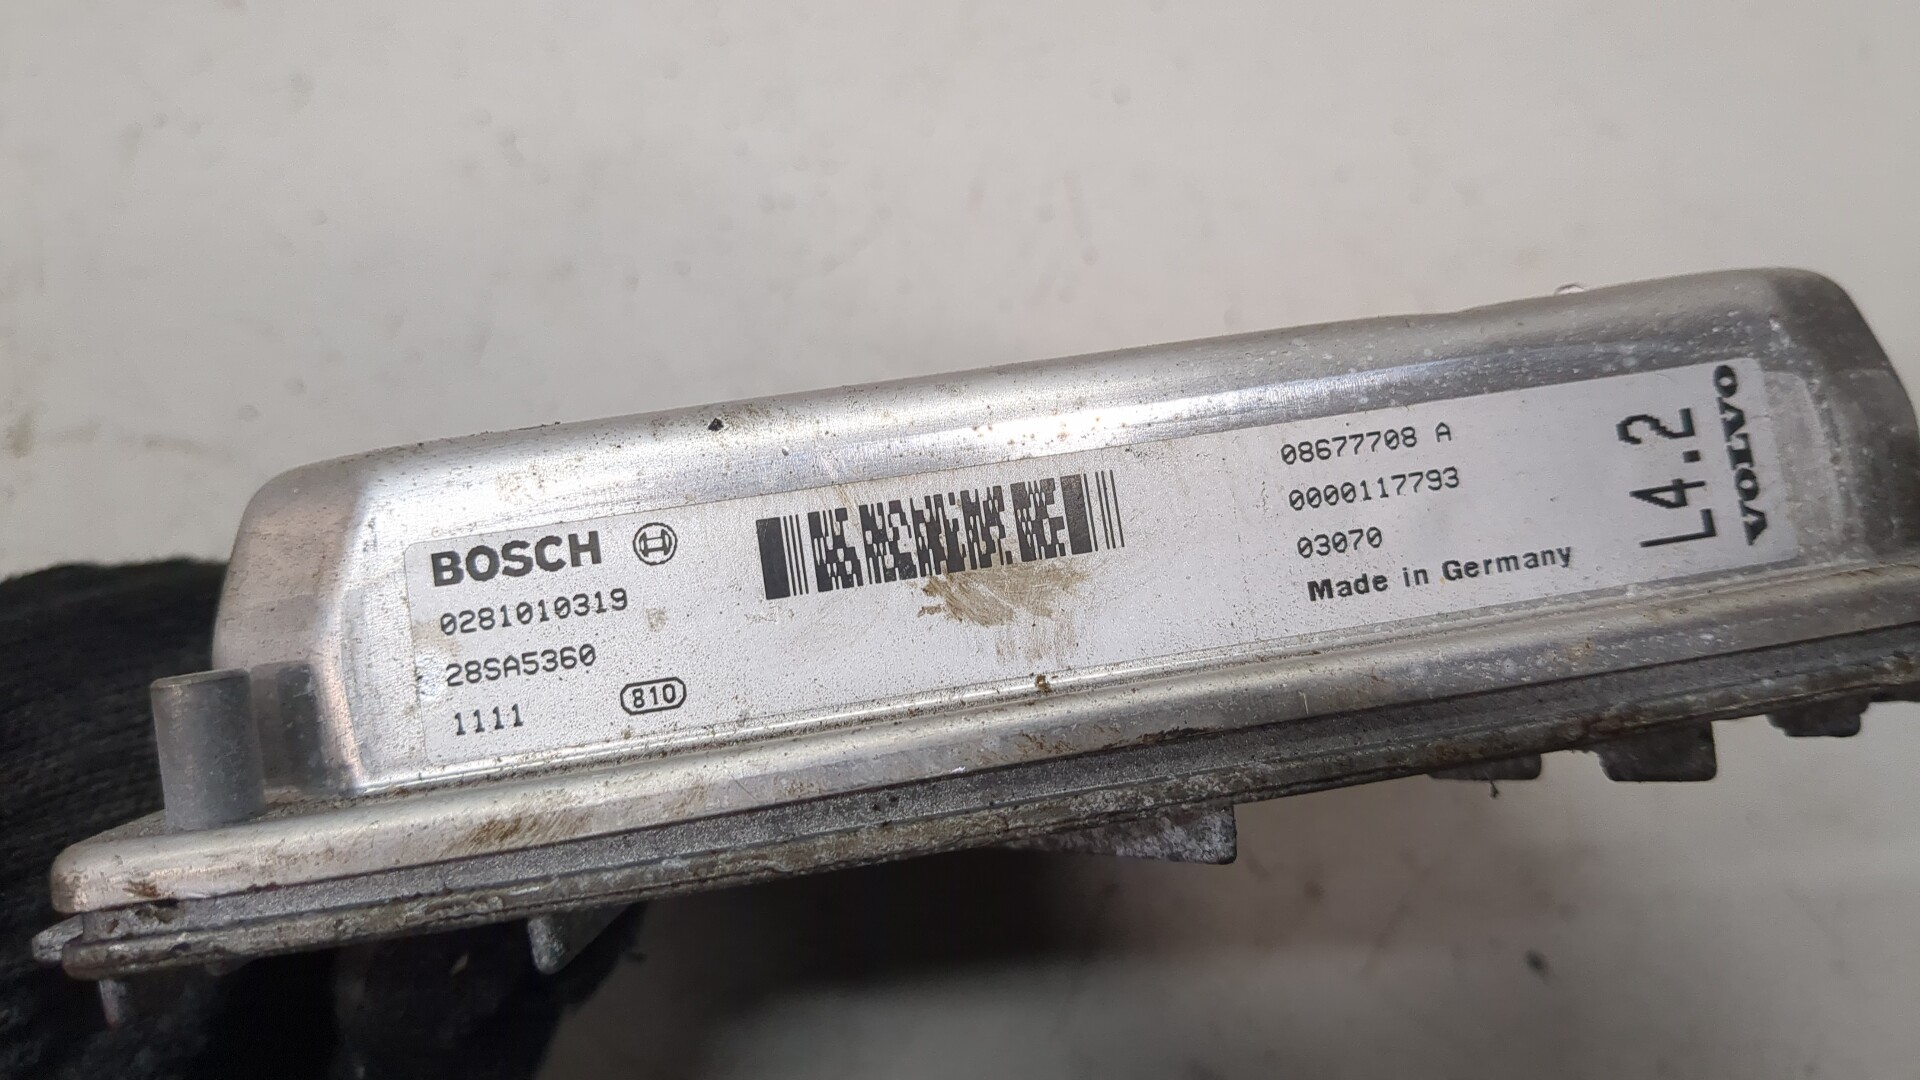 BOSCH
0281010319
28SA5360
1111
810
08677708 A
0000117793
03070
Made in Germany
L4.2
VOLVO